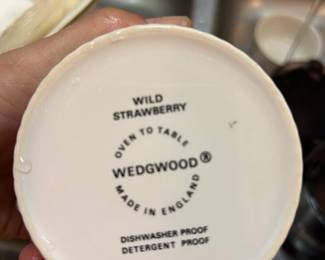 WILD
STRAWBERRY
OVEN TO TABLE
WEDGWOOD®
MADE IN ENGLAND
DISHWASHER PROOF
DETERGENT PROOF